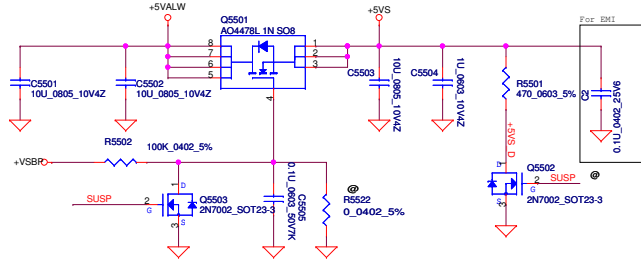 +5VALW
+5VS
Q5501
AO4478L 1N SO8
For EMI
8
7
6
5
1
2
3
4
C5501
10U_0805_10V4Z
C5502
10U_0805_10V4Z
C5503
10U_0805_10V4Z
C5504
1U_0603_10V4Z
R5501
470_0603_5%
C2
0.1U_0402_25V6
+5VS_D
R5502
100K_0402_5%
+VSBP
SUSP
2
G
1
D
3
S
Q5503
2N7002_SOT23-3
0.1U_0603_50V7K
C5505
@
R5522
0_0402_5%
1
D
3
S
Q5502
2
G
SUSP
2N7002_SOT23-3
@